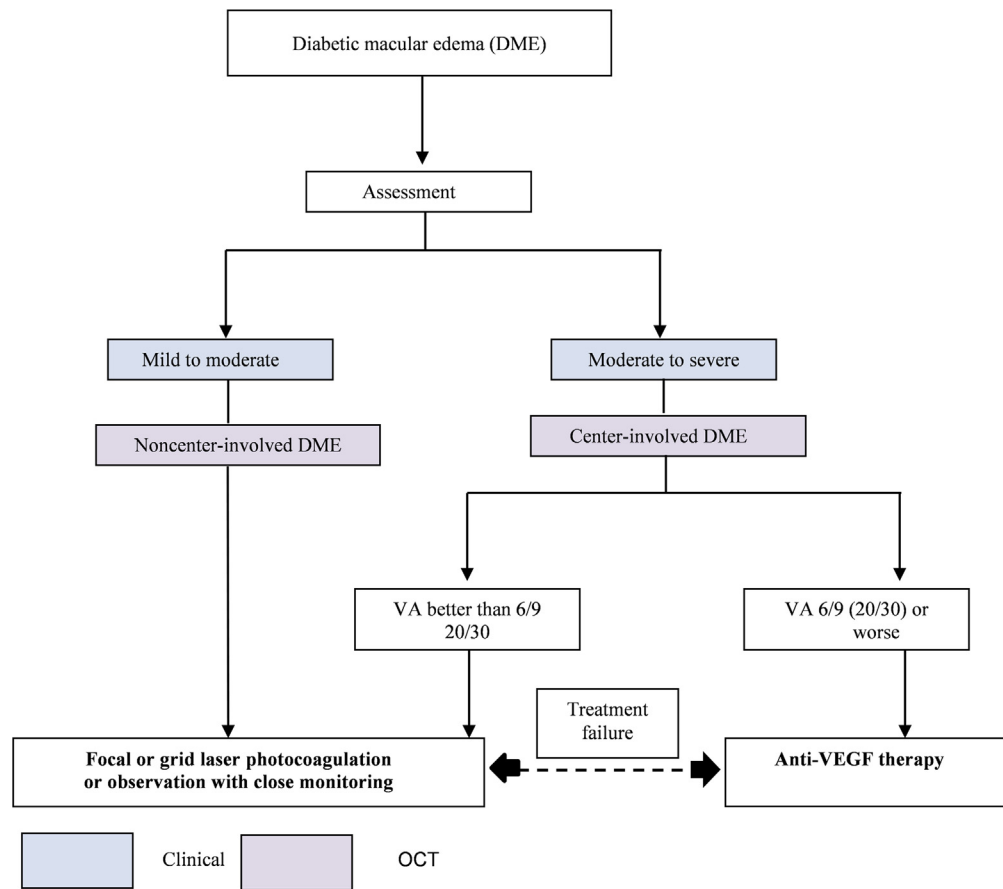 Diabetic macular edema (DME)
Assessment
Mild to moderate
Moderate to severe
Noncenter-involved DME
Center-involved DME
VA better than 6/9
20/30
VA 6/9 (20/30) or
worse
Treatment
failure
Focal or grid laser photocoagulation
or observation with close monitoring
Anti-VEGF therapy
Clinical
OCT